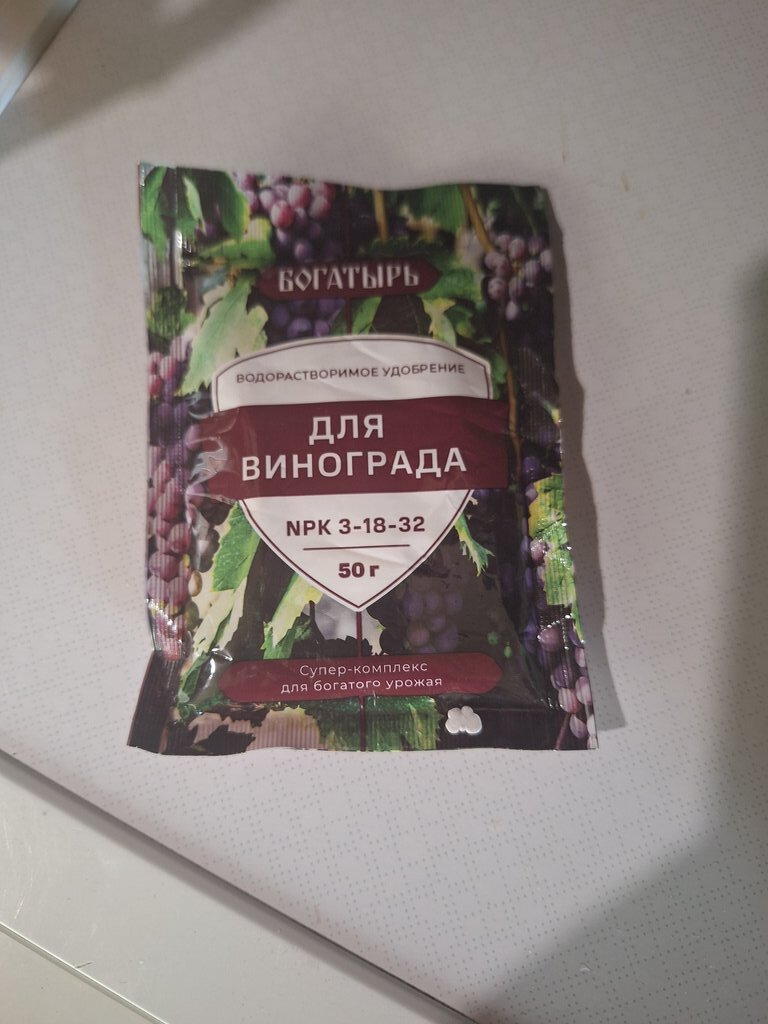 БОГАТЫРЬ
ВОДОРАСТВОРИМОЕ УДОБРЕНИЕ
ДЛЯ
ВИНОГРАДА
NPK 3-18-32
50 г
Супер-комплекс
для богатого урожая